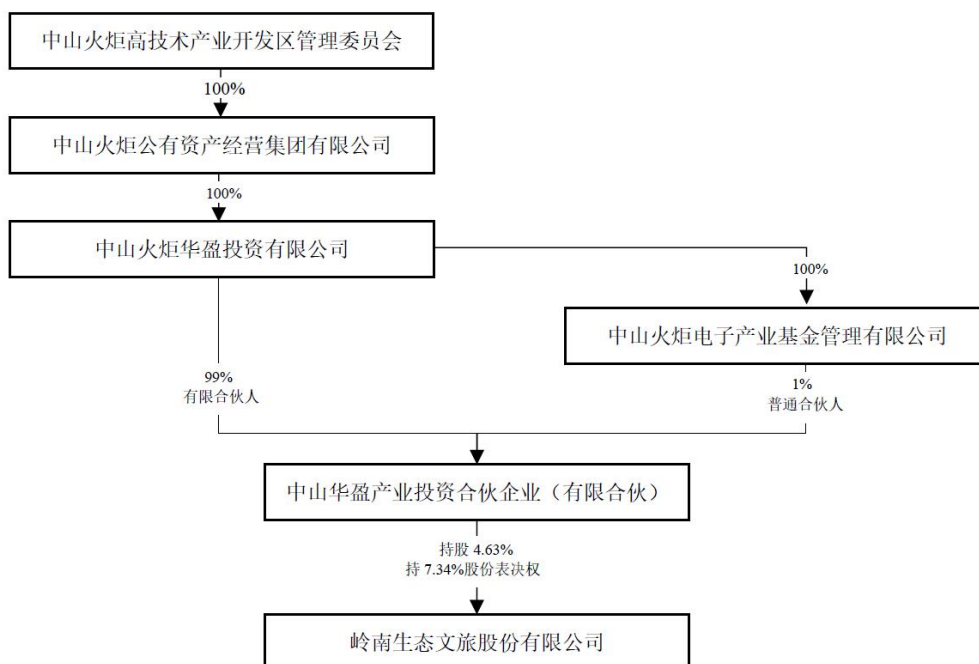 中山火炬高技术产业开发区管理委员会
100%
中山火炬公有资产经营集团有限公司
100%
中山火炬华盈投资有限公司
100%
中山火炬电子产业基金管理有限公司
99%
有限合伙人
1%
普通合伙人
中山华盈产业投资合伙企业（有限合伙）
持股 4.63%
持 7.34%股份表决权
岭南生态文旅股份有限公司